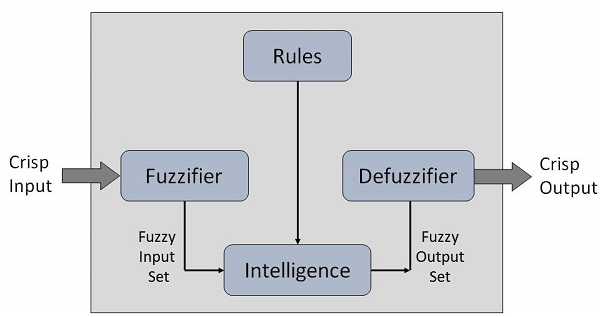 Rules
Crisp
Input
Fuzzifier
Defuzzifier
Crisp
Output
Fuzzy
Input
Set
Intelligence
Fuzzy
Output
Set